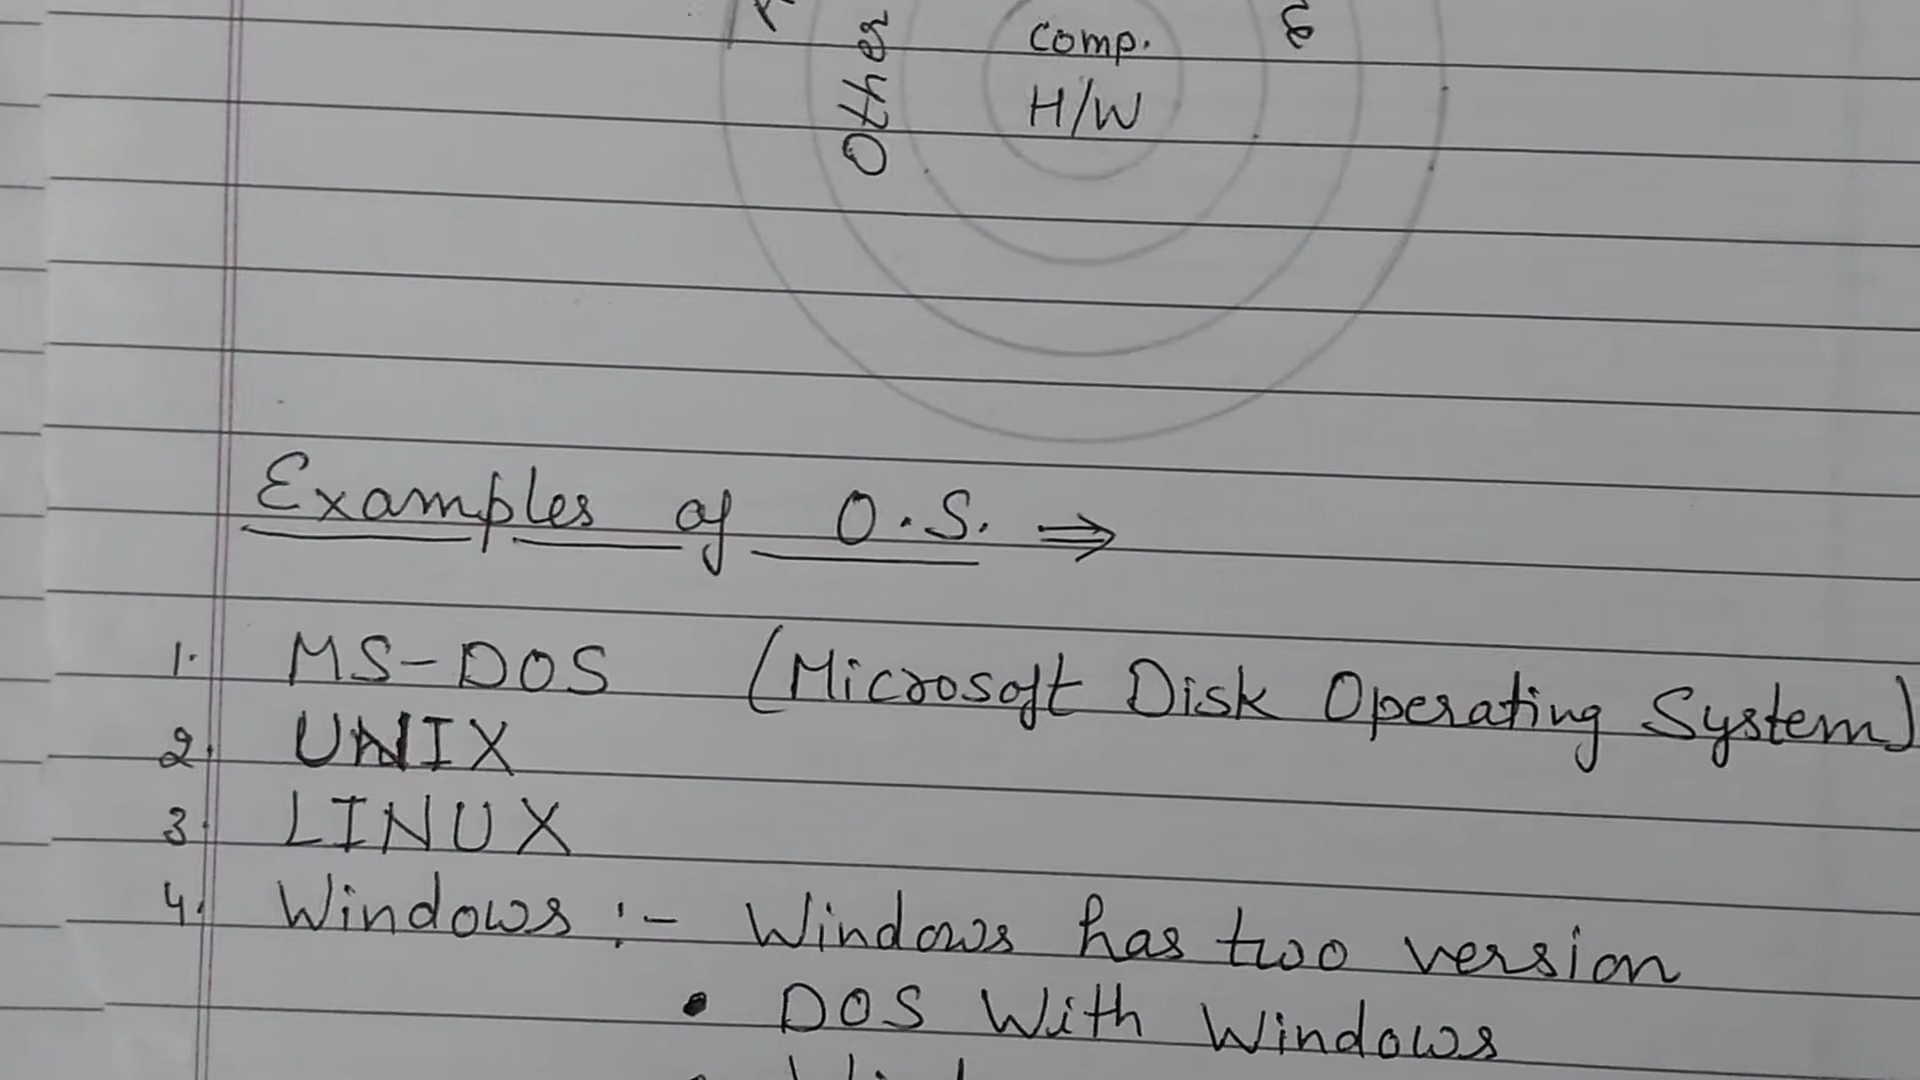 Other
Comp.
H/W
Examples of O.S. ⇒
1. MS-DOS (Microsoft Disk Operating System)
2. UNIX
3. LINUX
4. Windows :- Windows has two version
• DOS With Windows